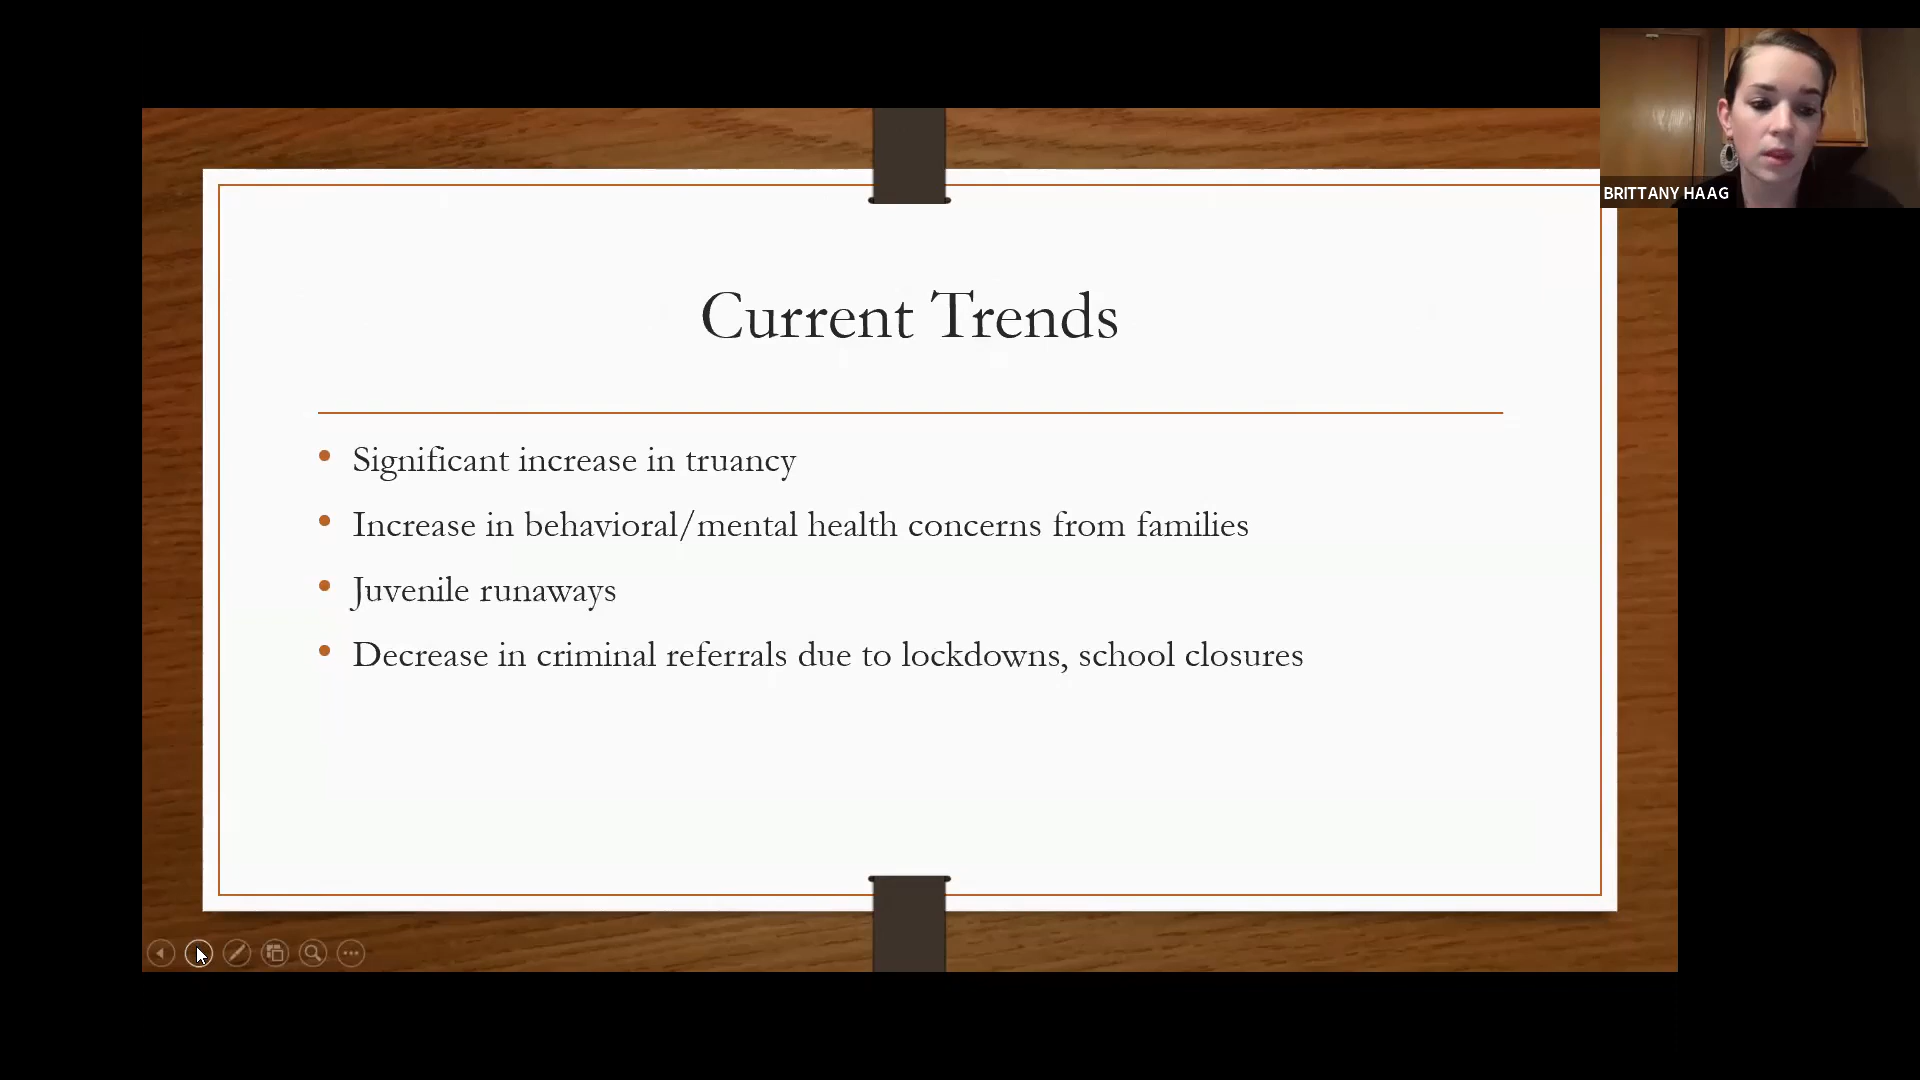 BRITTANY HAAG
Current Trends
• Significant increase in truancy
• Increase in behavioral/mental health concerns from families
• Juvenile runaways
• Decrease in criminal referrals due to lockdowns, school closures